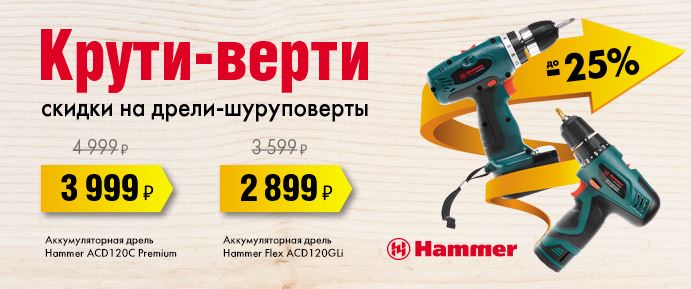 Крути-верти
скидки на дрели-шуруповерты
4 999 ₽
3 999 ₽
Аккумуляторная дрель
Hammer ACD120C Premium
3 599 ₽
2 899 ₽
Аккумуляторная дрель
Hammer Flex ACD120GLi
до -25%
Hammer